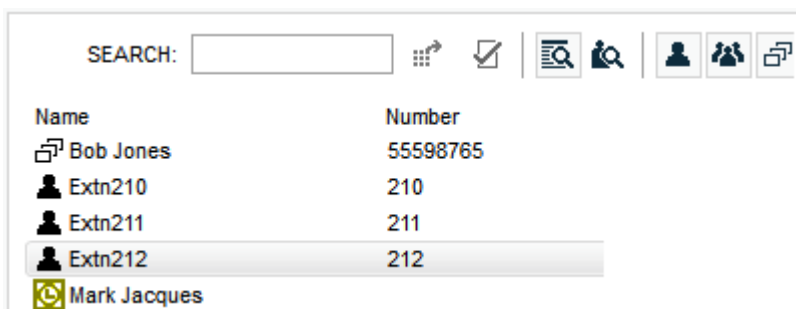 SEARCH:
Name Number
Bob Jones 55598765
Extn210 210
Extn211 211
Extn212 212
Mark Jacques